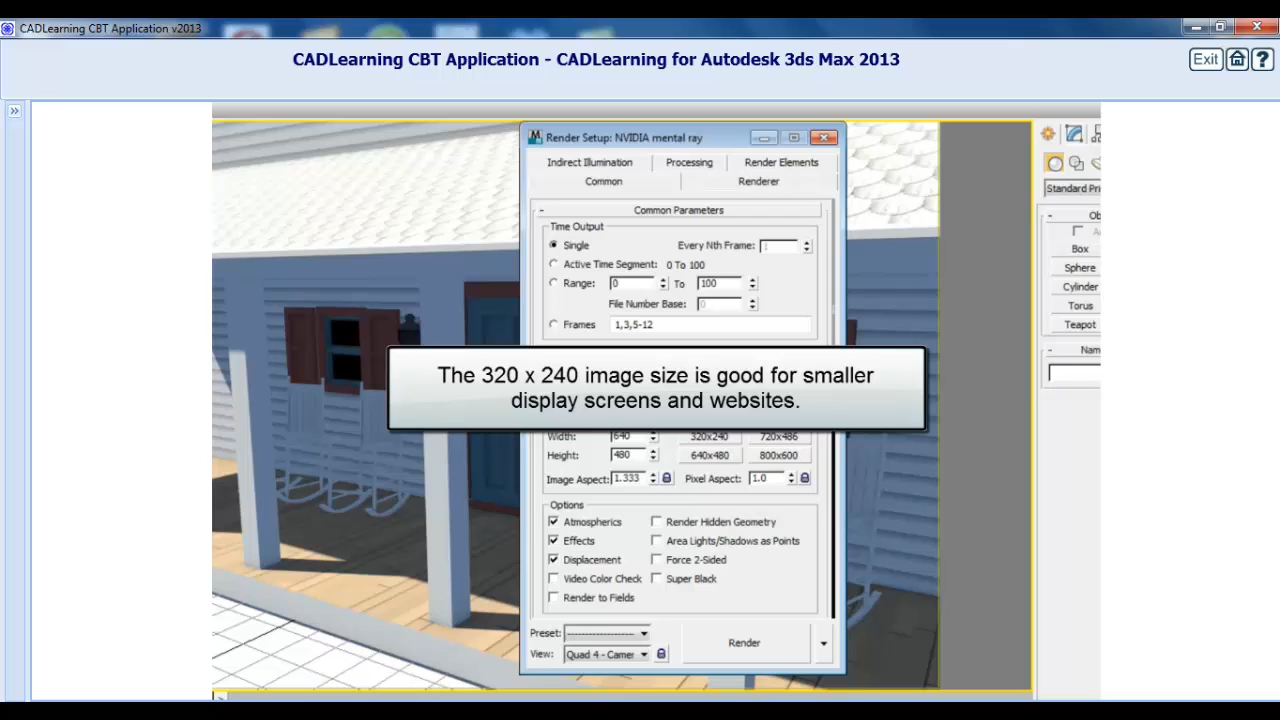 CADLearning CBT Application v2013
CADLearning CBT Application - CADLearning for Autodesk 3ds Max 2013
Exit
Render Setup: NVIDIA mental ray
Indirect Illumination Processing Render Elements
Common Renderer
Common Parameters
Time Output
Single Every Nth Frame: 1
Active Time Segment: 0 To 100
Range: 0 To 100
File Number Base: 0
Frames 1,3,5-12
The 320 x 240 image size is good for smaller
display screens and websites.
Width: 640 320x240 720x486
Height: 480 640x480 800x600
Image Aspect: 1.333 Pixel Aspect: 1.0
Options
Atmospherics Render Hidden Geometry
Effects Area Lights/Shadows as Points
Displacement Force 2-Sided
Video Color Check Super Black
Render to Fields
Preset: --------------------
View: Quad 4 - Camer
Render
Standard Pri
Ob
Box
Sphere
Cylinder
Torus
Teapot
Nam